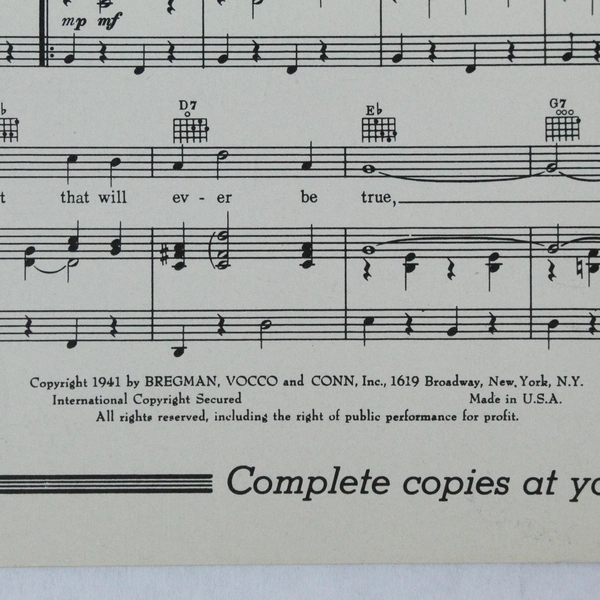 mp mf
b D7 Eb G7
t that will ev - er be true,
Copyright 1941 by BREGMAN, VOCCO and CONN, Inc., 1619 Broadway, New York, N.Y.
International Copyright Secured Made in U.S.A.
All rights reserved, including the right of public performance for profit.
Complete copies at yo